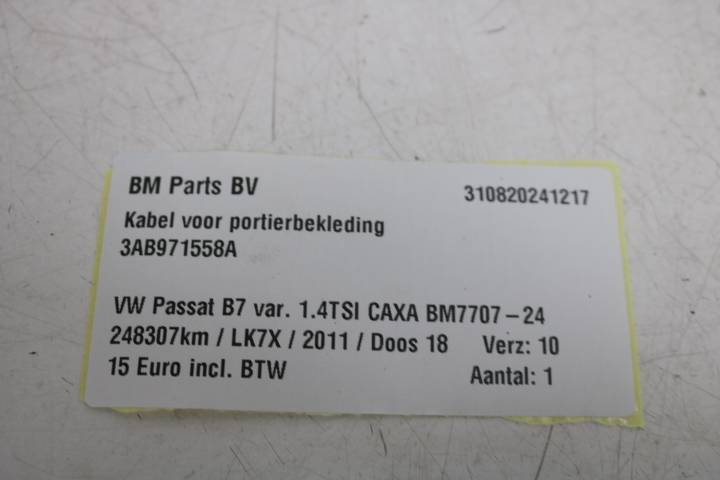 BM Parts BV 310820241217
Kabel voor portierbekleding
3AB971558A
VW Passat B7 var. 1.4TSI CAXA BM7707-24
248307km / LK7X / 2011 / Doos 18 Verz: 10
15 Euro incl. BTW Aantal: 1